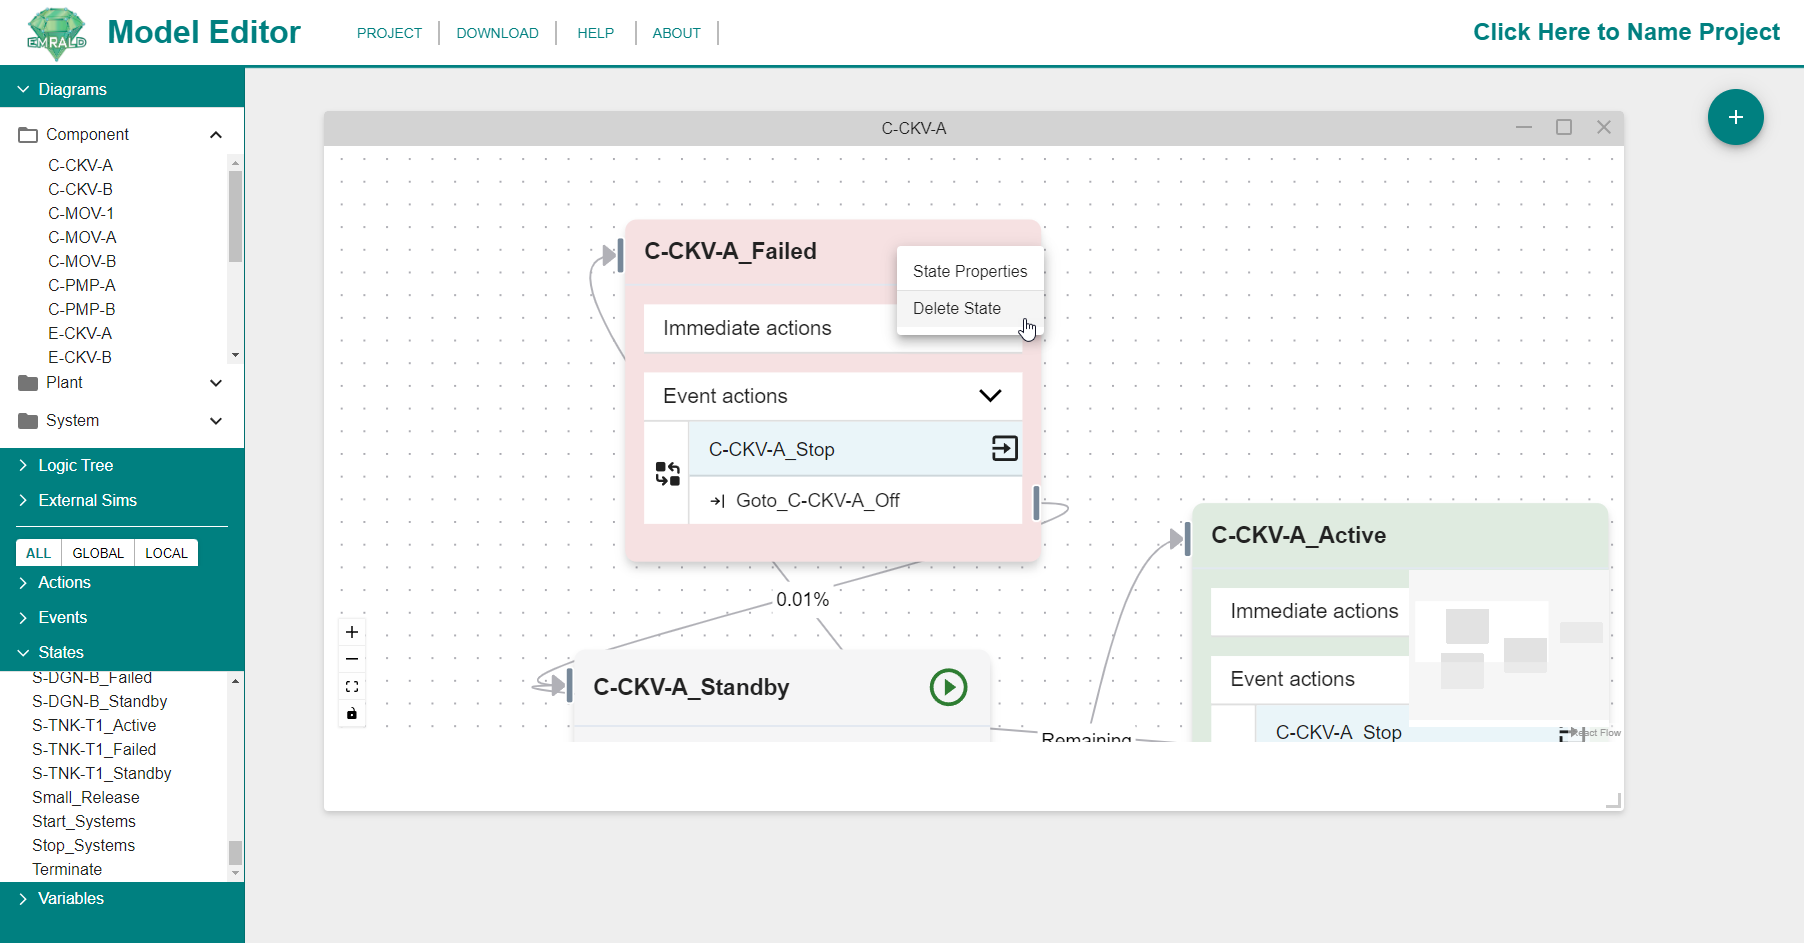 EMRALD
Model Editor
PROJECT
DOWNLOAD
HELP
ABOUT
Click Here to Name Project
Diagrams
Component
C-CKV-A
C-CKV-B
C-MOV-1
C-MOV-A
C-MOV-B
C-PMP-A
C-PMP-B
E-CKV-A
E-CKV-B
Plant
System
Logic Tree
External Sims
ALL
GLOBAL
LOCAL
Actions
Events
States
S-DGN-B_Failed
S-DGN-B_Standby
S-TNK-T1_Active
S-TNK-T1_Failed
S-TNK-T1_Standby
Small_Release
Start_Systems
Stop_Systems
Terminate
Variables
C-CKV-A
C-CKV-A_Failed
State Properties
Delete State
Immediate actions
Event actions
C-CKV-A_Stop
Goto_C-CKV-A_Off
0.01%
C-CKV-A_Standby
Remaining
C-CKV-A_Active
Immediate actions
Event actions
C-CKV-A_Stop
React Flow